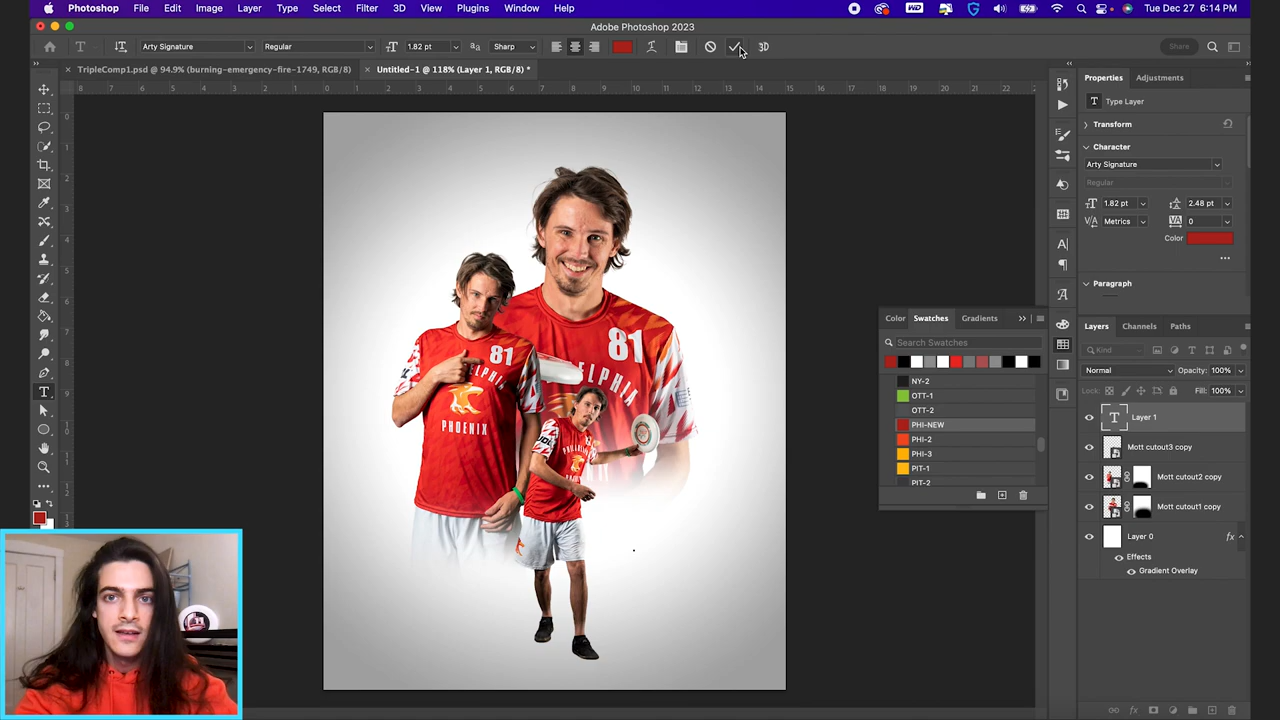 Photoshop File Edit Image Layer Type Select Filter 3D View Plugins Window Help WD Tue Dec 27 6:14 PM
Adobe Photoshop 2023
Arty Signature Regular 1.82 pt Sharp 3D Share
TripleComp1.psd @ 94.9% (burning-emergency-fire-1749, RGB/8) Untitled-1 @ 118% (Layer 1, RGB/8) *
Properties Adjustments
T Type Layer
Transform
Character
Arty Signature
Regular
1.82 pt 2.48 pt
Metrics 0
Color
Paragraph
Color Swatches Gradients
Search Swatches
NY-2
OTT-1
OTT-2
PHI-NEW
PHI-2
PHI-3
PIT-1
PIT-2
Layers Channels Paths
Kind
Normal Opacity: 100%
Lock: Fill: 100%
Layer 1
Mott cutout3 copy
Mott cutout2 copy
Mott cutout1 copy
Layer 0 fx
Effects
Gradient Overlay
81
81
PHOENIX